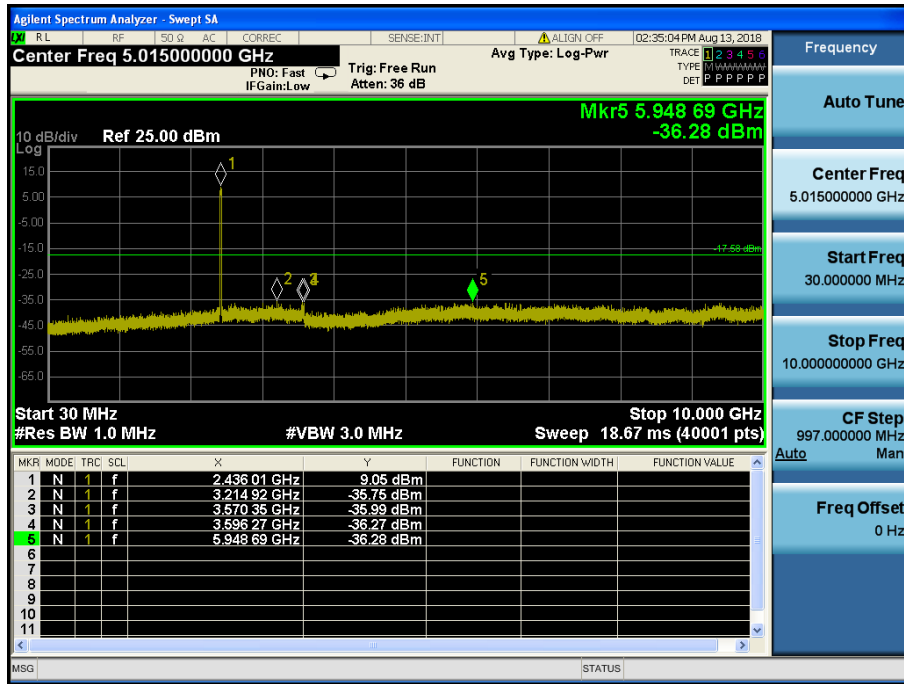 Agilent Spectrum Analyzer - Swept SA
LXI RL RF 50 Ω AC CORREC SENSE:INT ALIGN OFF 02:35:04 PM Aug 13, 2018
Center Freq 5.015000000 GHz
PNO: Fast
IFGain:Low
Trig: Free Run
Atten: 36 dB
Avg Type: Log-Pwr
TRACE 1 2 3 4 5 6
TYPE MWWWWW
DET P P P P P P
Mkr5 5.948 69 GHz
-36.28 dBm
10 dB/div Ref 25.00 dBm
Log
15.0
5.00
-5.00
-15.0
-25.0
-35.0
-45.0
-55.0
-65.0
1
2
5
-17.58 dBm
Start 30 MHz Stop 10.000 GHz
#Res BW 1.0 MHz #VBW 3.0 MHz Sweep 18.67 ms (40001 pts)
MKR MODE TRC SCL X Y FUNCTION FUNCTION WIDTH FUNCTION VALUE
1 N 1 f 2.436 01 GHz 9.05 dBm
2 N 1 f 3.214 92 GHz -35.75 dBm
3 N 1 f 3.570 35 GHz -35.99 dBm
4 N 1 f 3.596 27 GHz -36.27 dBm
5 N 1 f 5.948 69 GHz -36.28 dBm
6
7
8
9
10
11
MSG STATUS
Frequency
Auto Tune
Center Freq
5.015000000 GHz
Start Freq
30.000000 MHz
Stop Freq
10.000000000 GHz
CF Step
997.000000 MHz
Auto Man
Freq Offset
0 Hz